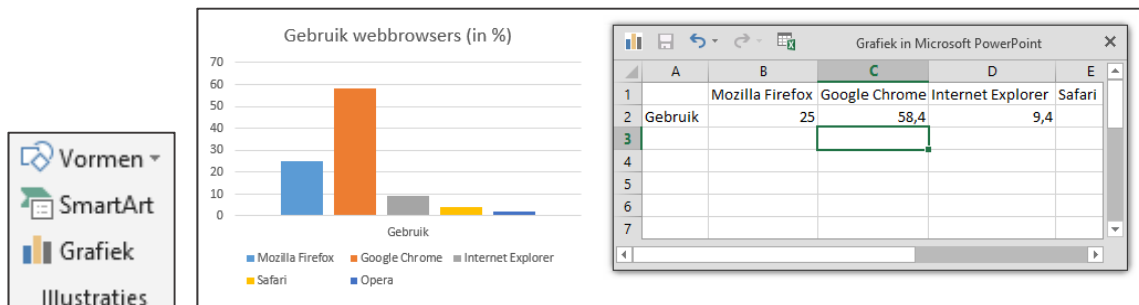 Vormen
SmartArt
Grafiek
Illustraties
Gebruik webbrowsers (in %)
70
60
50
40
30
20
10
0
Gebruik
Mozilla Firefox Google Chrome Internet Explorer
Safari Opera
Grafiek in Microsoft PowerPoint
A B C D E
1 Mozilla Firefox Google Chrome Internet Explorer Safari
2 Gebruik 25 58,4 9,4
3
4
5
6
7